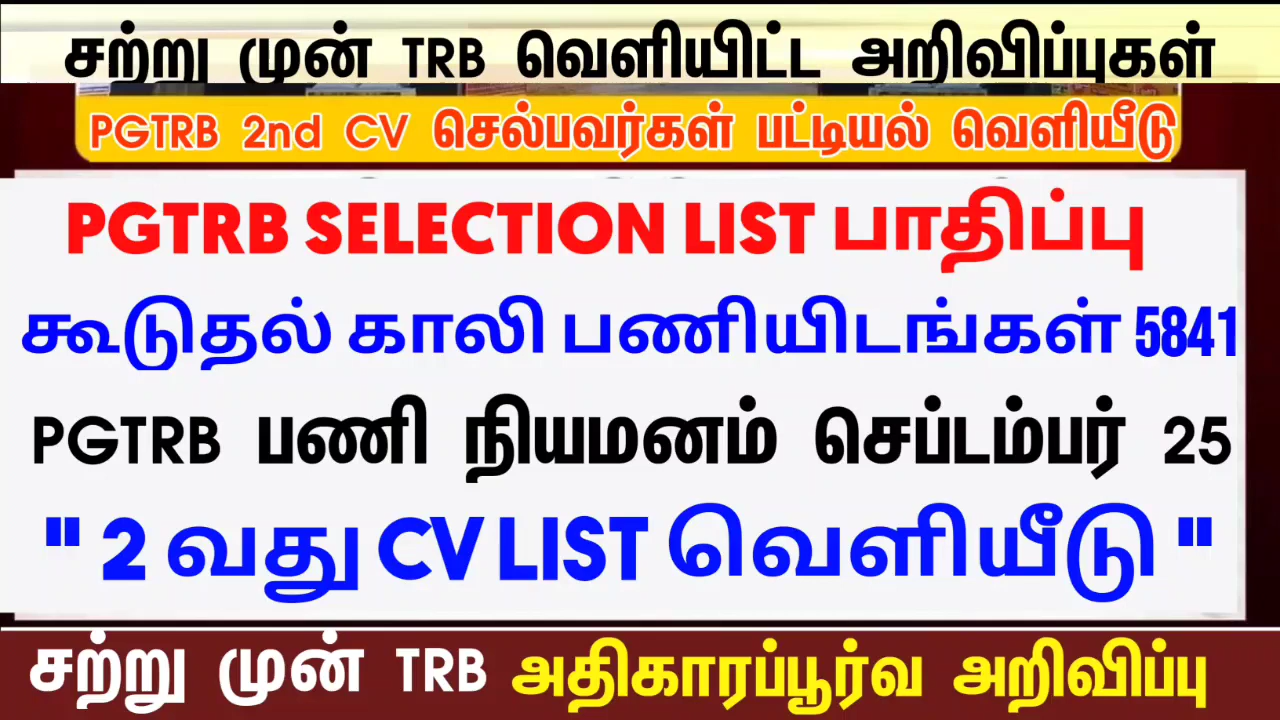 சற்று முன் TRB வெளியிட்ட அறிவிப்புகள்
PGTRB 2nd CV செல்பவர்கள் பட்டியல் வெளியீடு
PGTRB SELECTION LIST பாதிப்பு
கூடுதல் காலி பணியிடங்கள் 5841
PGTRB பணி நியமனம் செப்டம்பர் 25
" 2 வது CV LIST வெளியீடு "
சற்று முன் TRB அதிகாரப்பூர்வ அறிவிப்பு